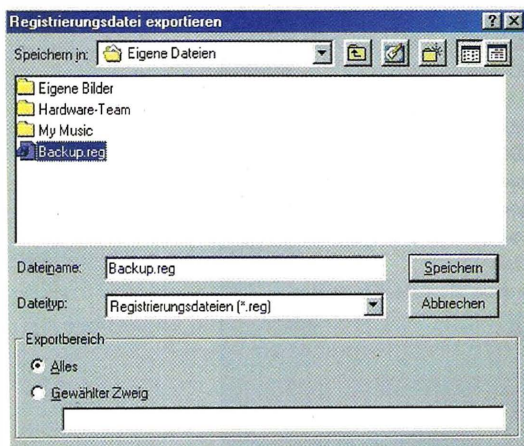 Registrierungsdatei exportieren
Speichern in: Eigene Dateien
Eigene Bilder
Hardware-Team
My Music
Backup.reg
Dateiname: Backup.reg Speichern
Dateityp: Registrierungsdateien (*.reg) Abbrechen
Exportbereich
Alles
Gewählter Zweig